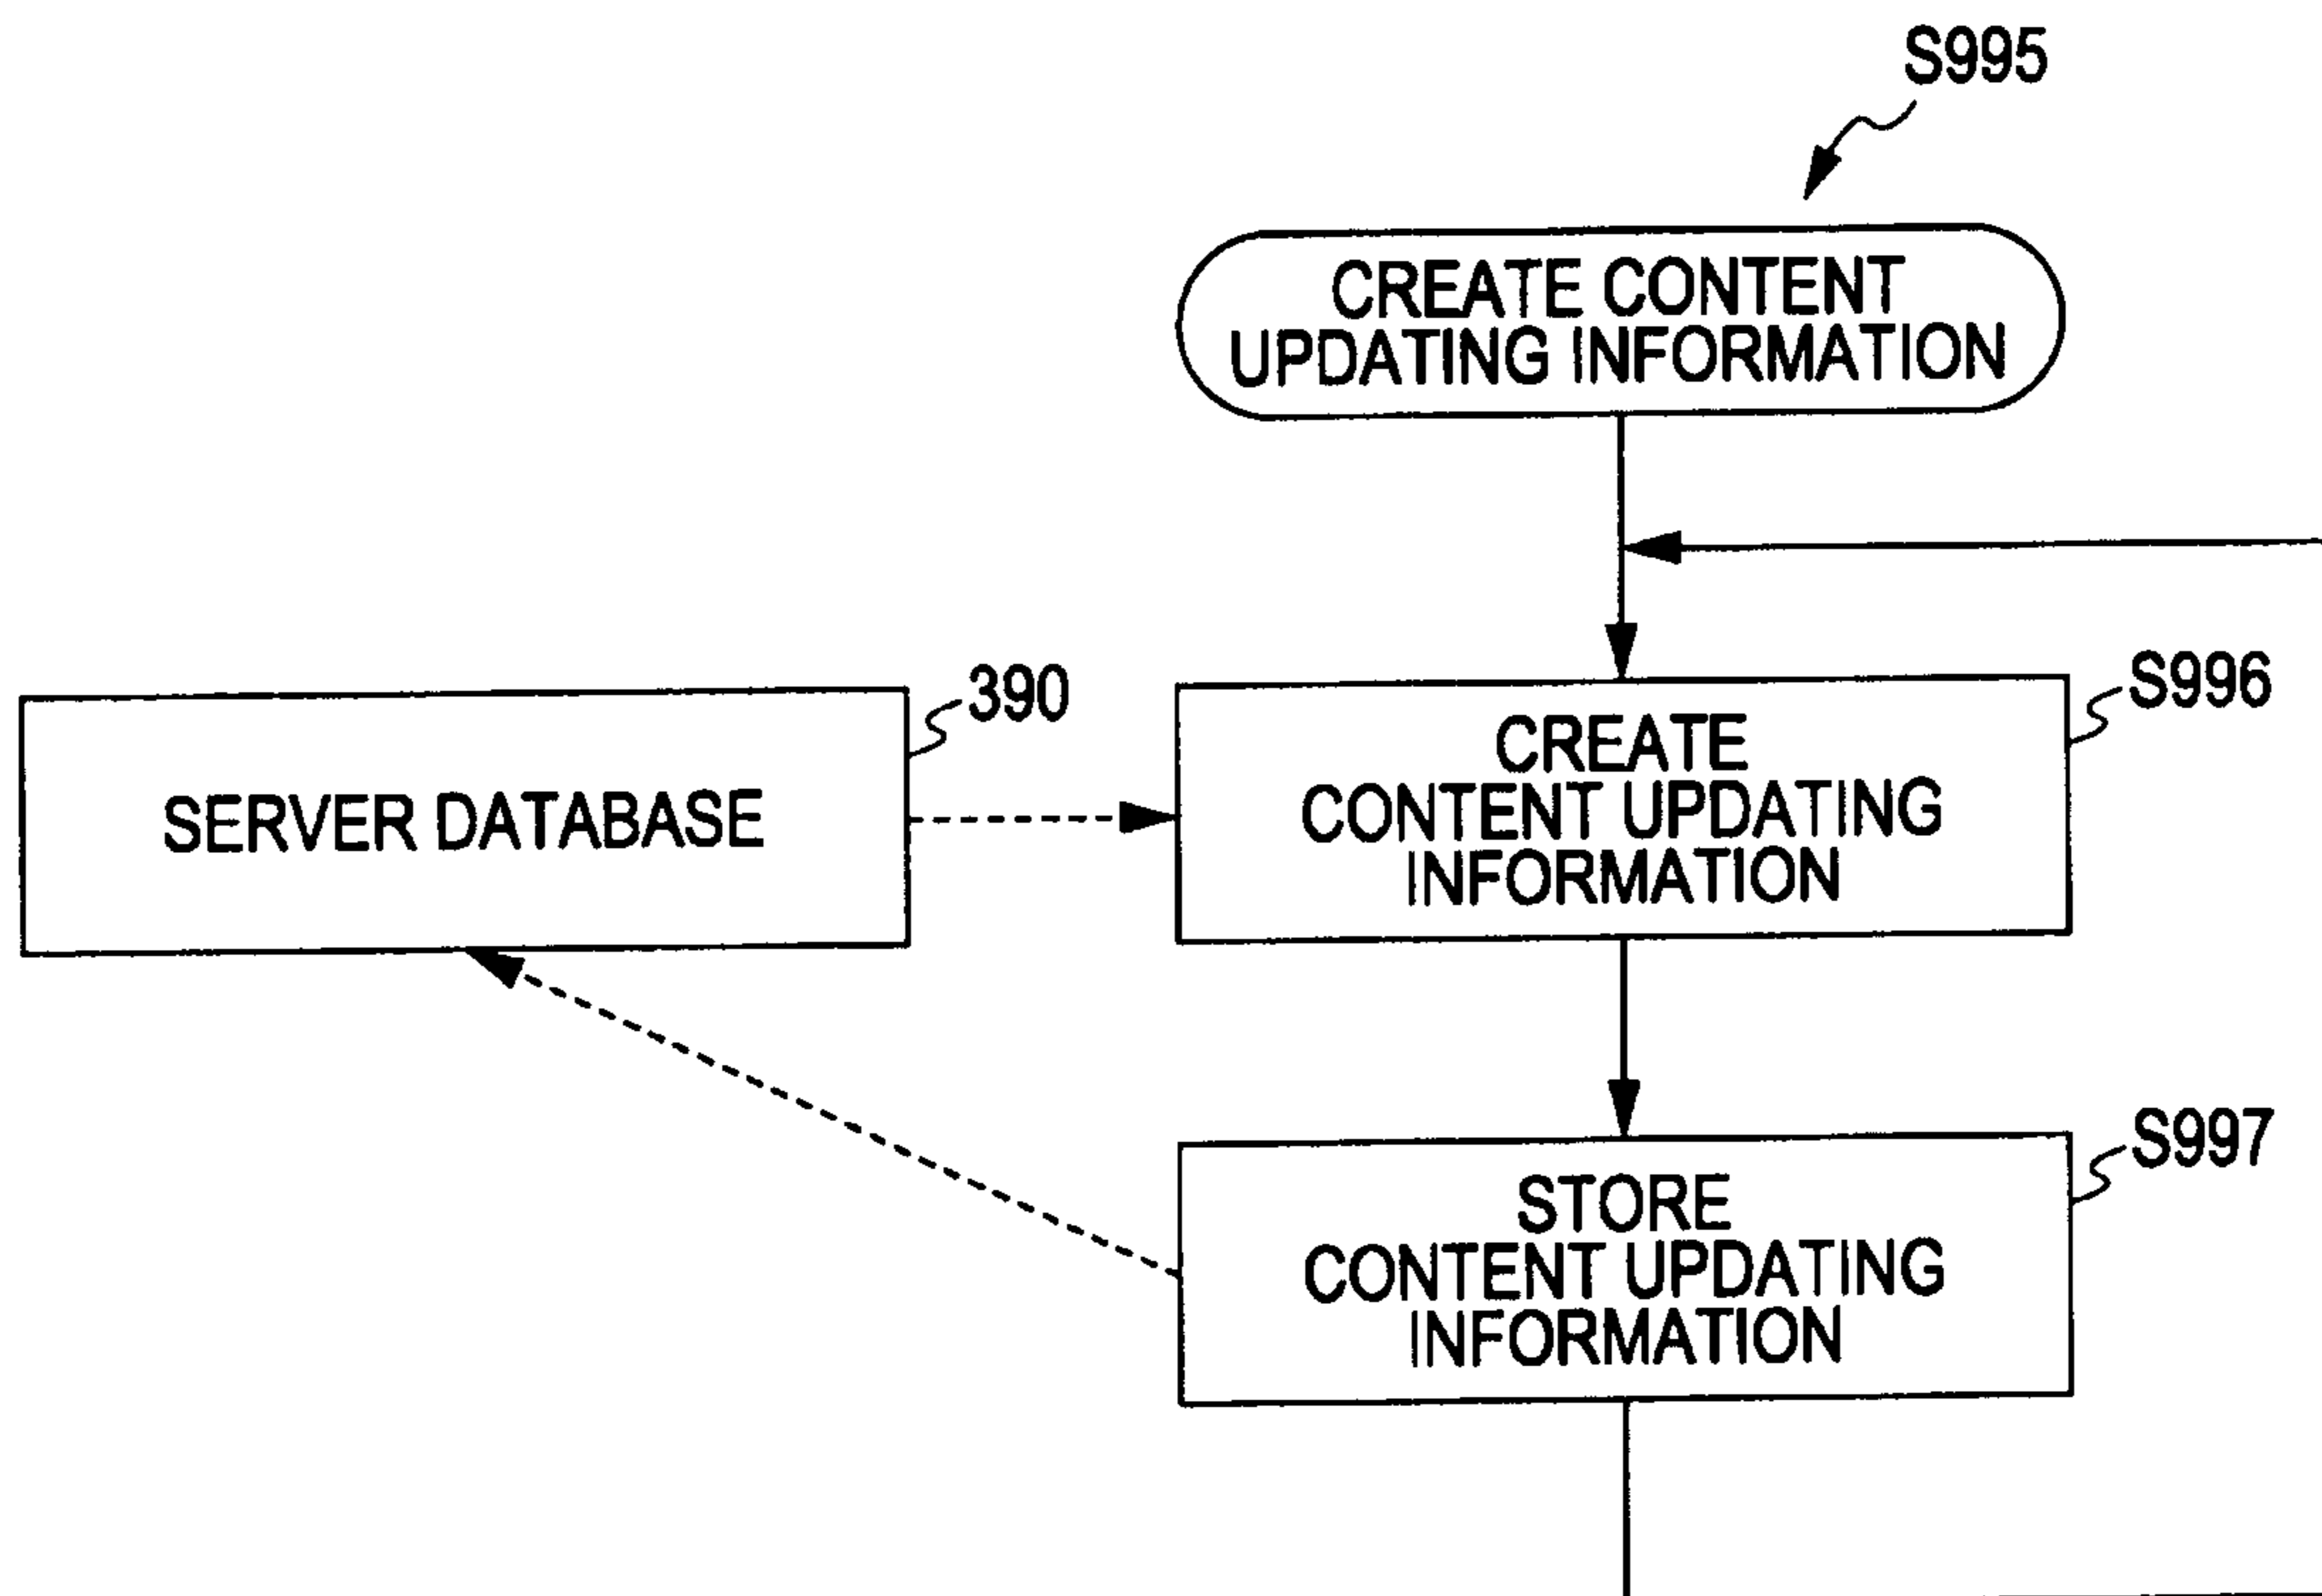 S995
CREATE CONTENT
UPDATING INFORMATION
390
SERVER DATABASE
S996
CREATE
CONTENT UPDATING
INFORMATION
S997
STORE
CONTENT UPDATING
INFORMATION